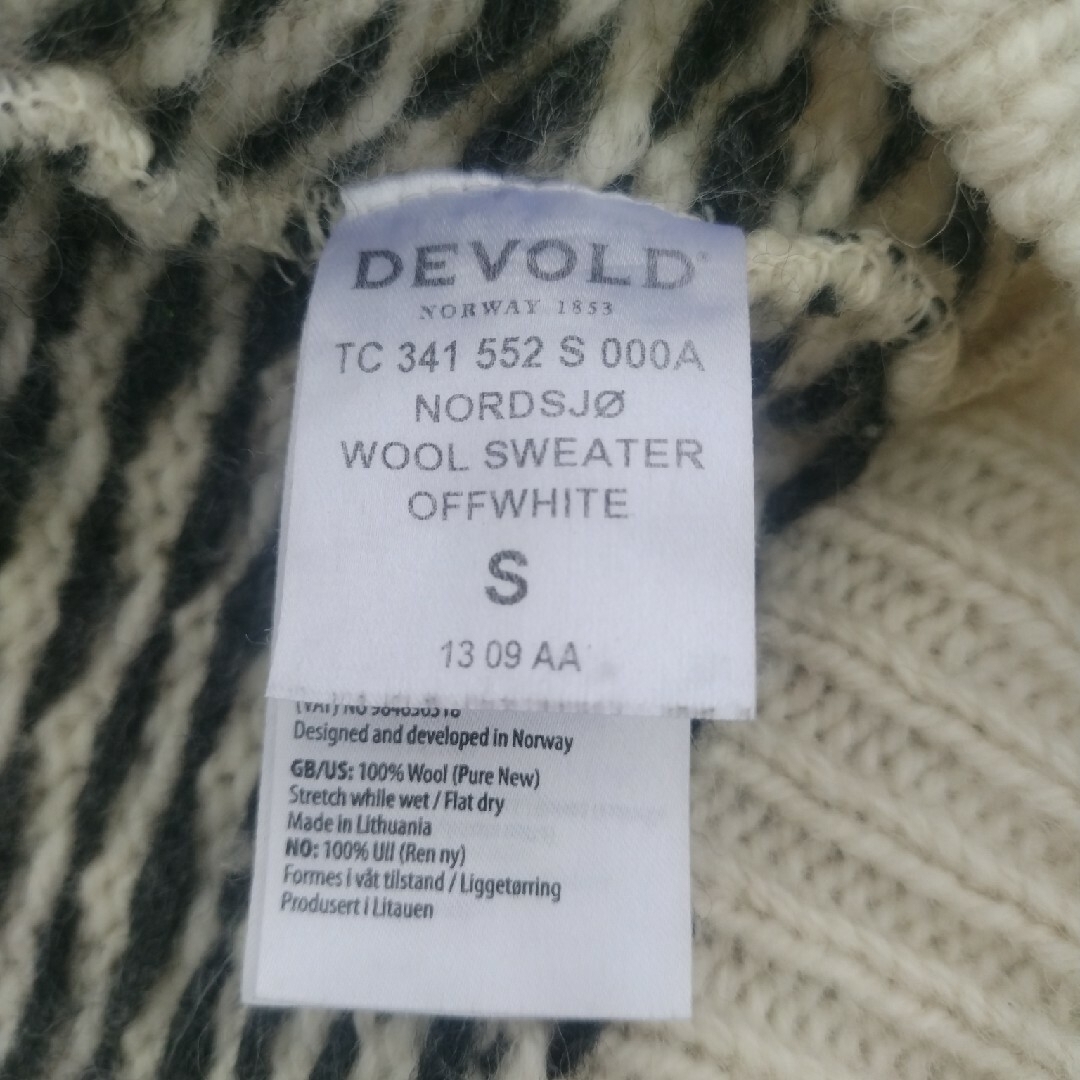 DEVOLD®
NORWAY 1853
TC 341 552 S 000A
NORDSJØ
WOOL SWEATER
OFFWHITE
S
13 09 AA
(VAT) NO
Designed and developed in Norway
GB/US: 100% Wool (Pure New)
Stretch while wet / Flat dry
Made in Lithuania
NO: 100% Ull (Ren ny)
Formes i våt tilstand / Liggetørring
Produsert i Litauen